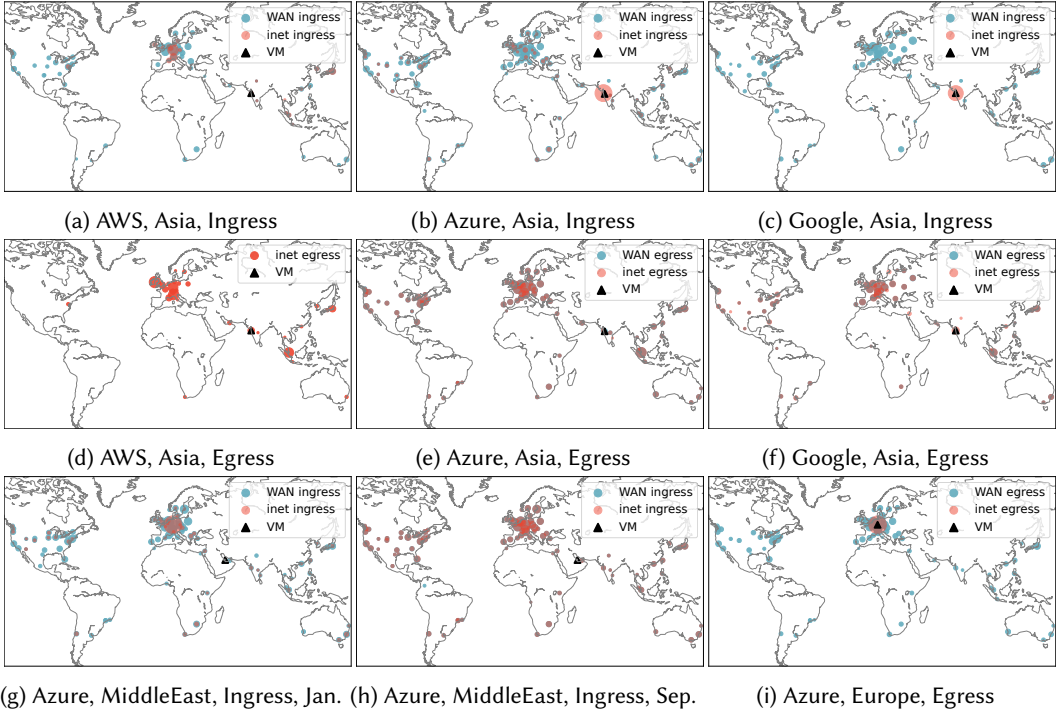 WAN ingress
inet ingress
VM
WAN ingress
inet ingress
VM
WAN ingress
inet ingress
VM
(a) AWS, Asia, Ingress
(b) Azure, Asia, Ingress
(c) Google, Asia, Ingress
inet egress
VM
WAN egress
inet egress
VM
WAN egress
inet egress
VM
(d) AWS, Asia, Egress
(e) Azure, Asia, Egress
(f) Google, Asia, Egress
WAN ingress
inet ingress
VM
WAN ingress
inet ingress
VM
WAN egress
inet egress
VM
(g) Azure, MiddleEast, Ingress, Jan.
(h) Azure, MiddleEast, Ingress, Sep.
(i) Azure, Europe, Egress